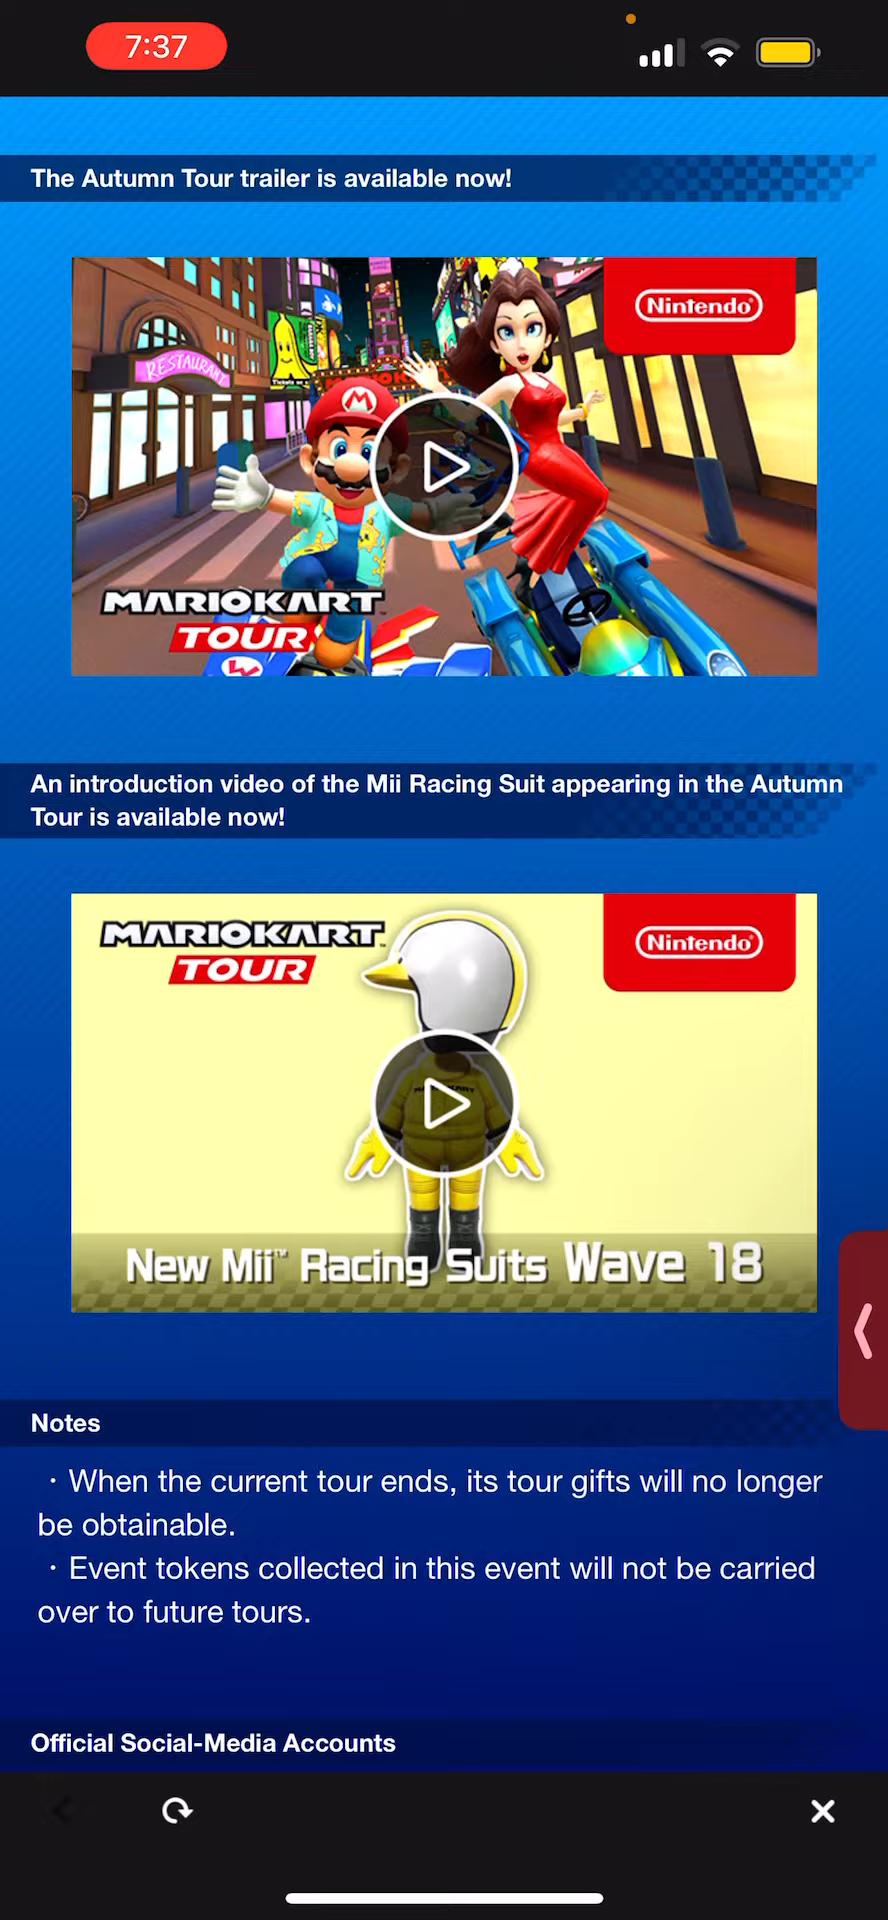 7:37
The Autumn Tour trailer is available now!
Nintendo
RESTAURANT
MARIOKART
TOUR
An introduction video of the Mii Racing Suit appearing in the Autumn
Tour is available now!
MARIOKART
TOUR
Nintendo
New Mii™ Racing Suits Wave 18
Notes
・When the current tour ends, its tour gifts will no longer
be obtainable.
・Event tokens collected in this event will not be carried
over to future tours.
Official Social-Media Accounts